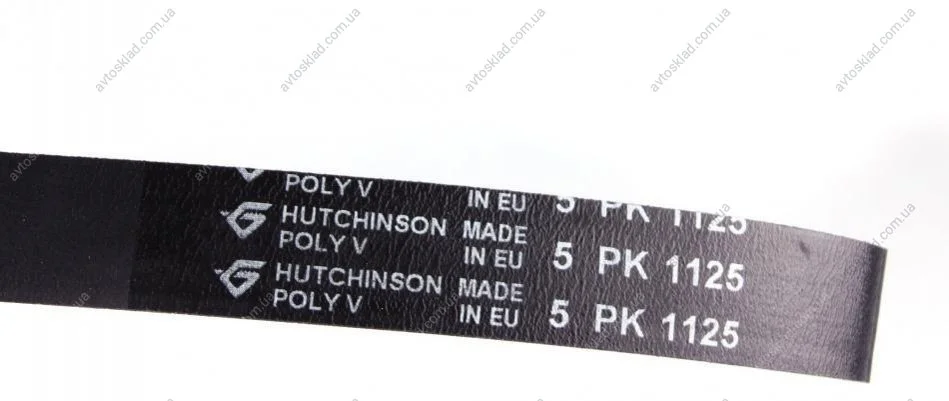 avtosklad.com.ua avtosklad.com.ua avtosklad.com.ua avtosklad.com.ua avtosklad.com.ua
POLY V IN EU 5 PK 1125
HUTCHINSON MADE
POLY V IN EU 5 PK 1125
HUTCHINSON MADE
POLY V IN EU 5 PK 1125